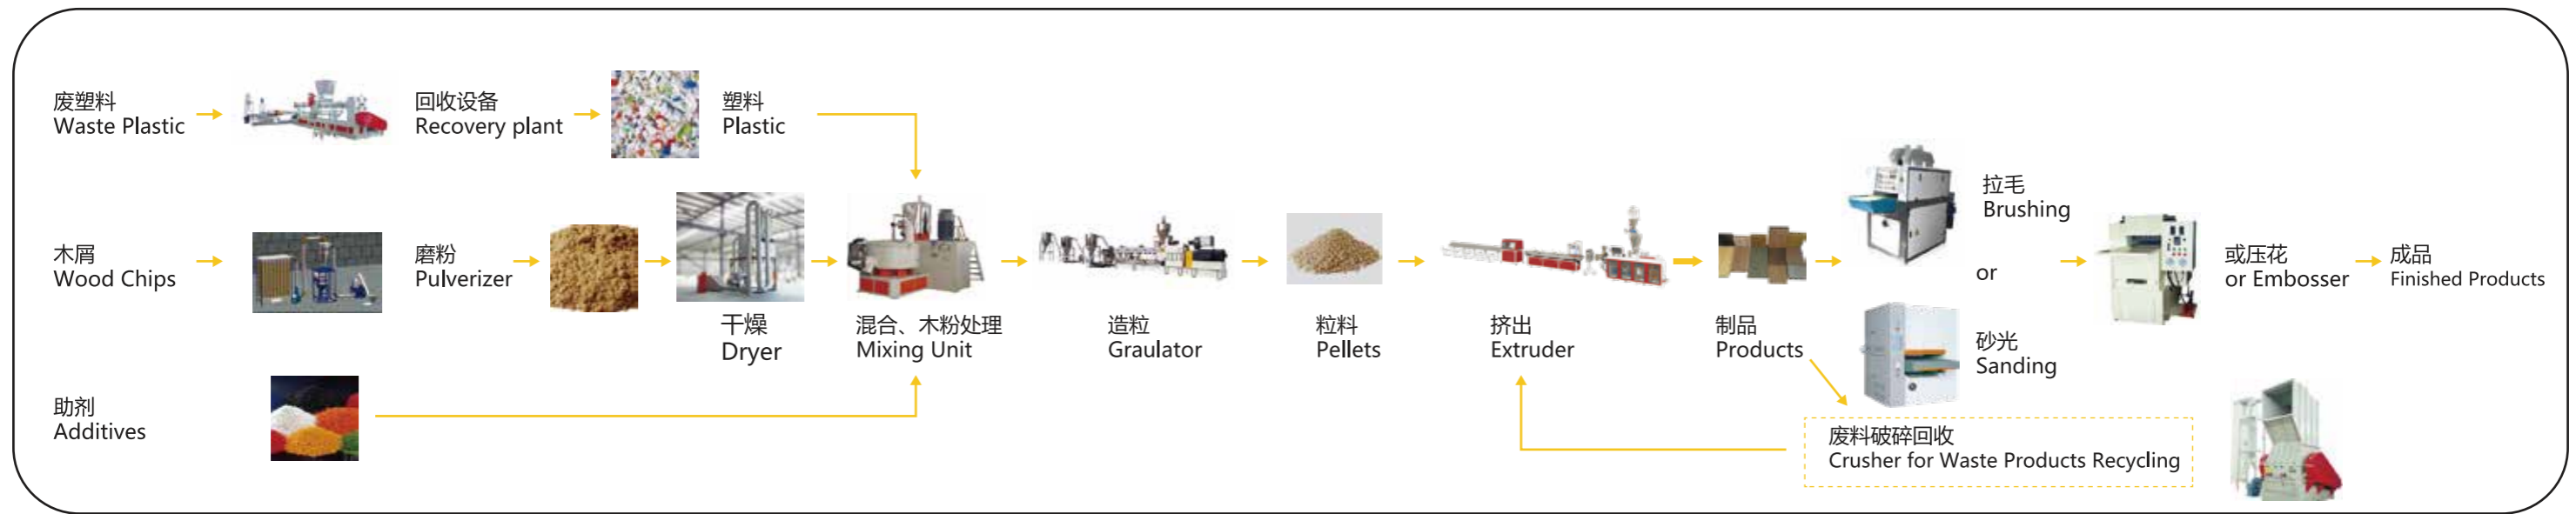 废塑料
Waste Plastic
回收设备
Recovery plant
塑料
Plastic
木屑
Wood Chips
磨粉
Pulverizer
干燥
Dryer
混合、木粉处理
Mixing Unit
造粒
Graulator
粒料
Pellets
挤出
Extruder
制品
Products
拉毛
Brushing
or
砂光
Sanding
或压花
or Embosser
成品
Finished Products
助剂
Additives
废料破碎回收
Crusher for Waste Products Recycling